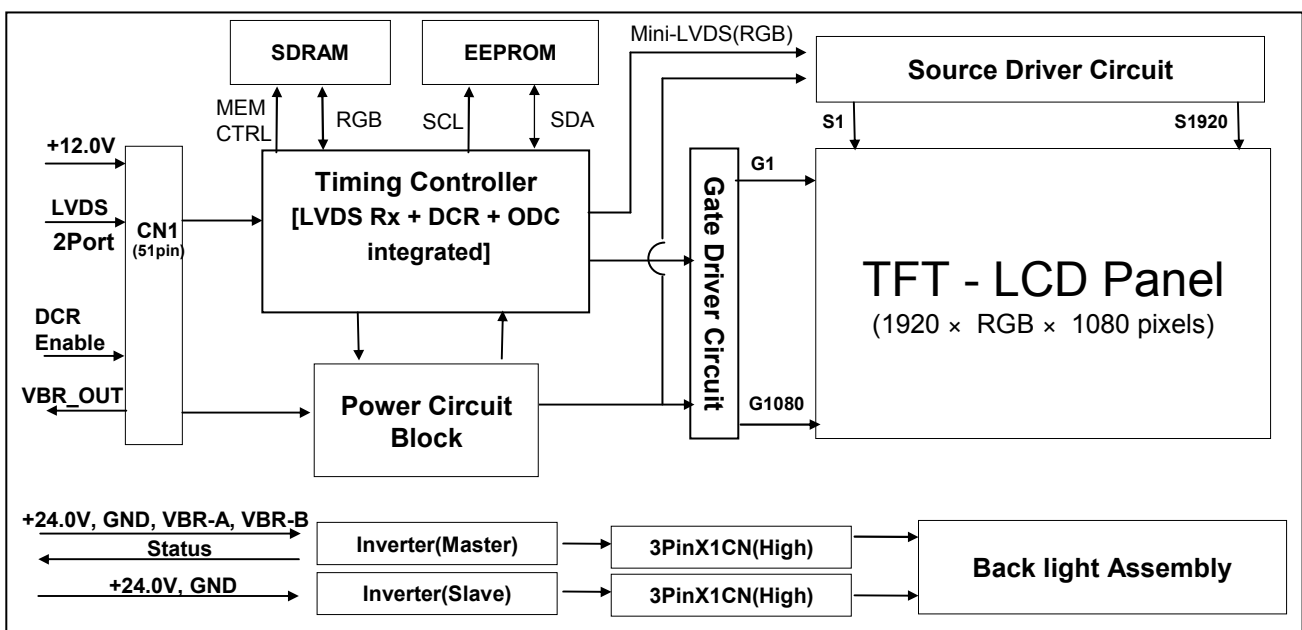 SDRAM
EEPROM
Mini-LVDS(RGB)
Source Driver Circuit
MEM
CTRL
RGB
SCL
SDA
S1
S1920
+12.0V
LVDS
2Port
CN1
(51pin)
Timing Controller
[LVDS Rx + DCR + ODC
integrated]
Gate Driver Circuit
G1
G1080
TFT - LCD Panel
(1920 × RGB × 1080 pixels)
DCR
Enable
VBR_OUT
Power Circuit
Block
+24.0V, GND, VBR-A, VBR-B
Status
+24.0V, GND
Inverter(Master)
3PinX1CN(High)
Inverter(Slave)
3PinX1CN(High)
Back light Assembly